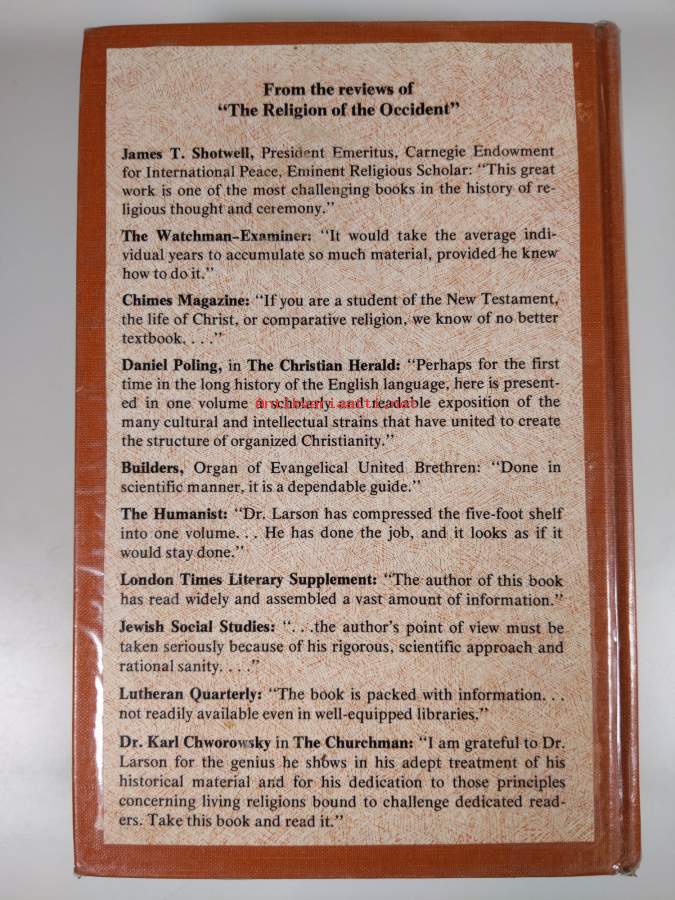 From the reviews of
“The Religion of the Occident”
James T. Shotwell, President Emeritus, Carnegie Endowment
for International Peace, Eminent Religious Scholar: “This great
work is one of the most challenging books in the history of re-
ligious thought and ceremony.”
The Watchman-Examiner: “It would take the average indi-
vidual years to accumulate so much material, provided he knew
how to do it.”
Chimes Magazine: “If you are a student of the New Testament,
the life of Christ, or comparative religion, we know of no better
textbook. . . .”
Daniel Poling, in The Christian Herald: “Perhaps for the first
time in the long history of the English language, here is present-
ed in one volume a scholarly and readable exposition of the
many cultural and intellectual strains that have united to create
the structure of organized Christianity.”
Builders, Organ of Evangelical United Brethren: “Done in
scientific manner, it is a dependable guide.”
The Humanist: “Dr. Larson has compressed the five-foot shelf
into one volume. . . He has done the job, and it looks as if it
would stay done.”
London Times Literary Supplement: “The author of this book
has read widely and assembled a vast amount of information.”
Jewish Social Studies: “. . .the author's point of view must be
taken seriously because of his rigorous, scientific approach and
rational sanity. . . .”
Lutheran Quarterly: “The book is packed with information. . .
not readily available even in well-equipped libraries.”
Dr. Karl Chworowsky in The Churchman: “I am grateful to Dr.
Larson for the genius he shows in his adept treatment of his
historical material and for his dedication to those principles
concerning living religions bound to challenge dedicated read-
ers. Take this book and read it.”